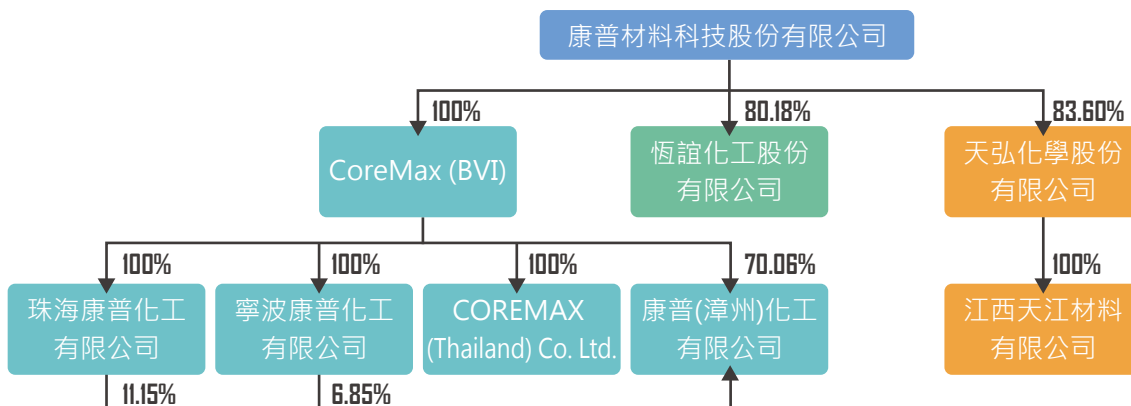 康普材料科技股份有限公司
100%
80.18%
83.60%
CoreMax (BVI)
恆誼化工股份
有限公司
天弘化學股份
有限公司
100%
100%
100%
70.06%
100%
珠海康普化工
有限公司
寧波康普化工
有限公司
COREMAX
(Thailand) Co. Ltd.
康普(漳州)化工
有限公司
江西天江材料
有限公司
11.15%
6.85%